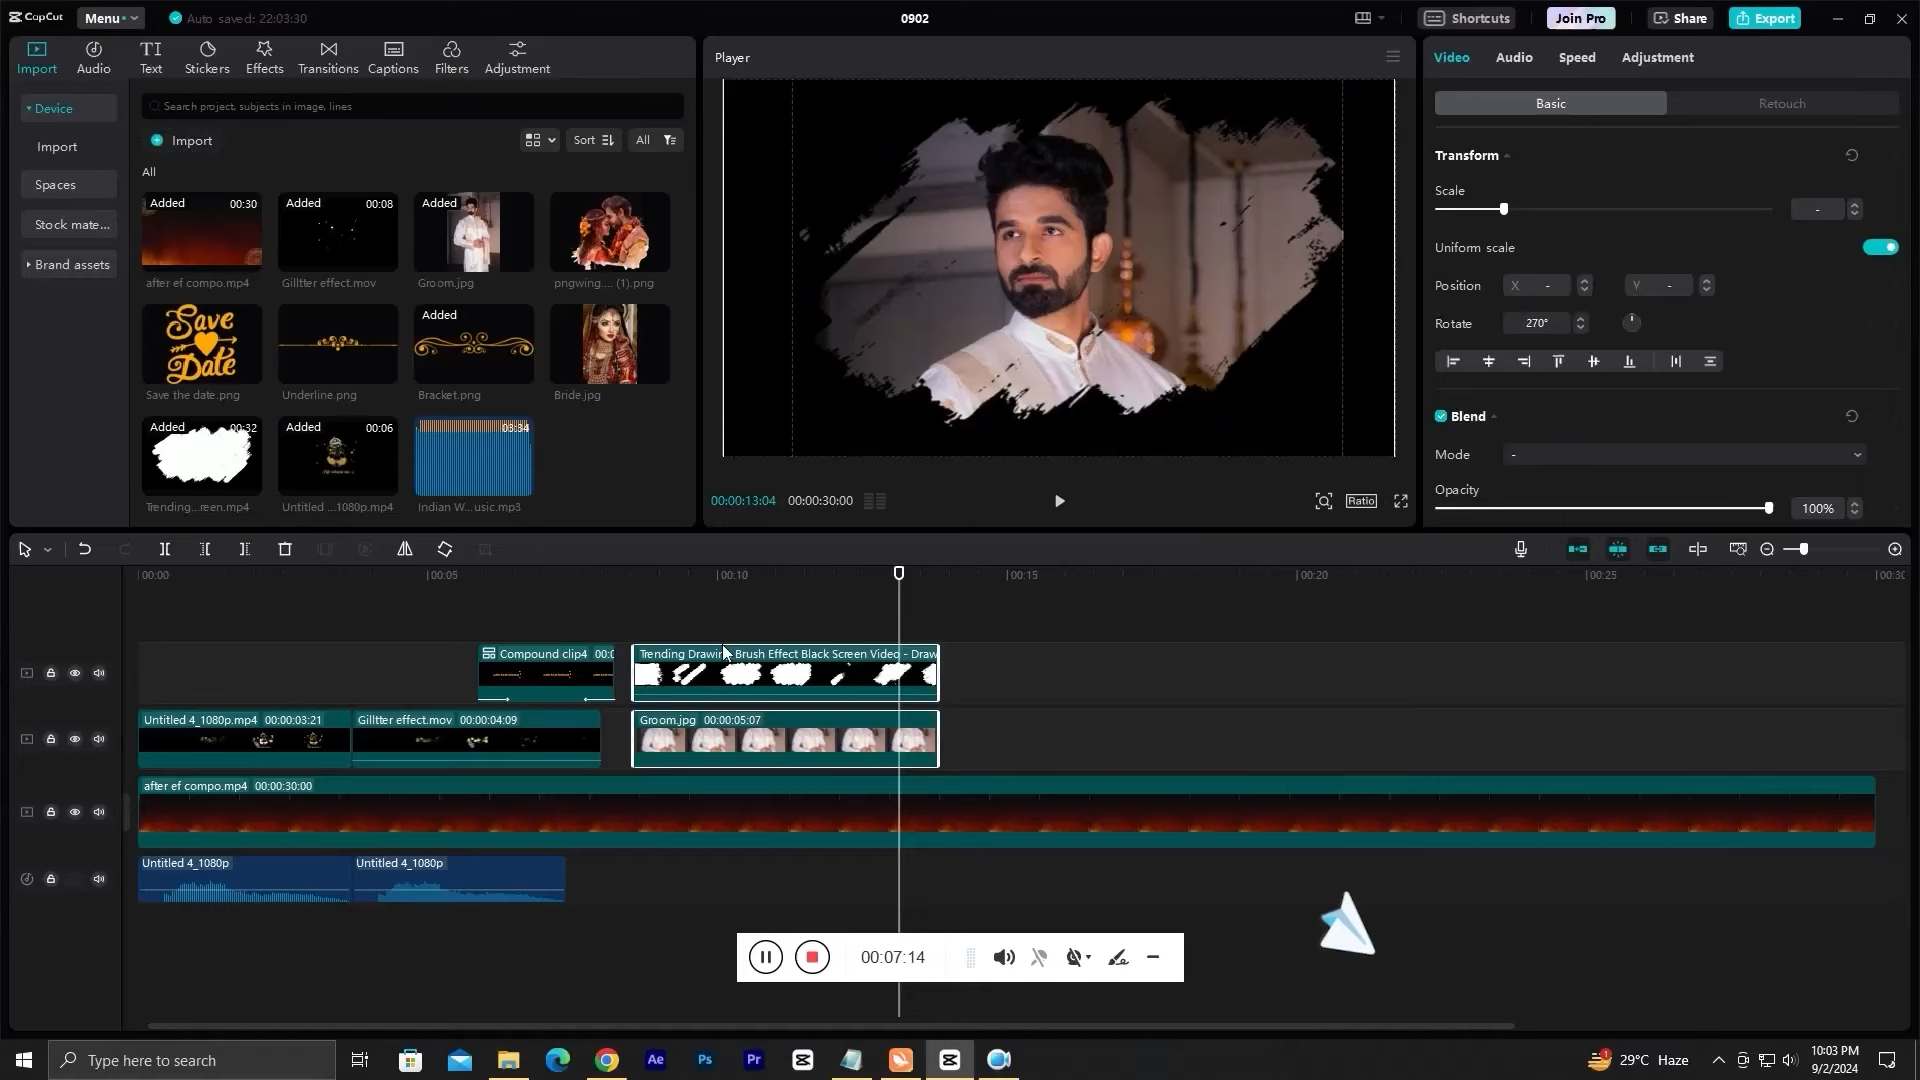 CapCut
Menu
Auto saved: 22:03:30
0902
Shortcuts
Join Pro
Share
Export
Import
Audio
Text
Stickers
Effects
Transitions
Captions
Filters
Adjustment
Device
Import
Spaces
Stock mate...
Brand assets
Search project, subjects in image, lines
Import
Sort
All
All
Added 00:30
after ef compo.mp4
Added 00:08
Gilltter effect.mov
Added
Groom.jpg
pngwing.... (1).png
Save the Date
Save the date.png
Underline.png
Added
Bracket.png
Bride.jpg
Added 00:32
Trending...reen.mp4
Added 00:06
Untitled ...1080p.mp4
03:34
Indian W...usic.mp3
Player
00:00:13:04
00:00:30:00
Ratio
Video
Audio
Speed
Adjustment
Basic
Retouch
Transform
Scale
-
Uniform scale
Position X - Y -
Rotate 270°
Blend
Mode -
Opacity
100%
00:00
00:05
00:10
00:15
00:20
00:25
00:30
Compound clip4 00:0
Trending Drawin Brush Effect Black Screen Video - Draw
Untitled 4_1080p.mp4 00:00:03:21
Gilltter effect.mov 00:00:04:09
Groom.jpg 00:00:05:07
after ef compo.mp4 00:00:30:00
Untitled 4_1080p
Untitled 4_1080p
00:07:14
Type here to search
Ae
Ps
Pr
1
29°C Haze
10:03 PM
9/2/2024